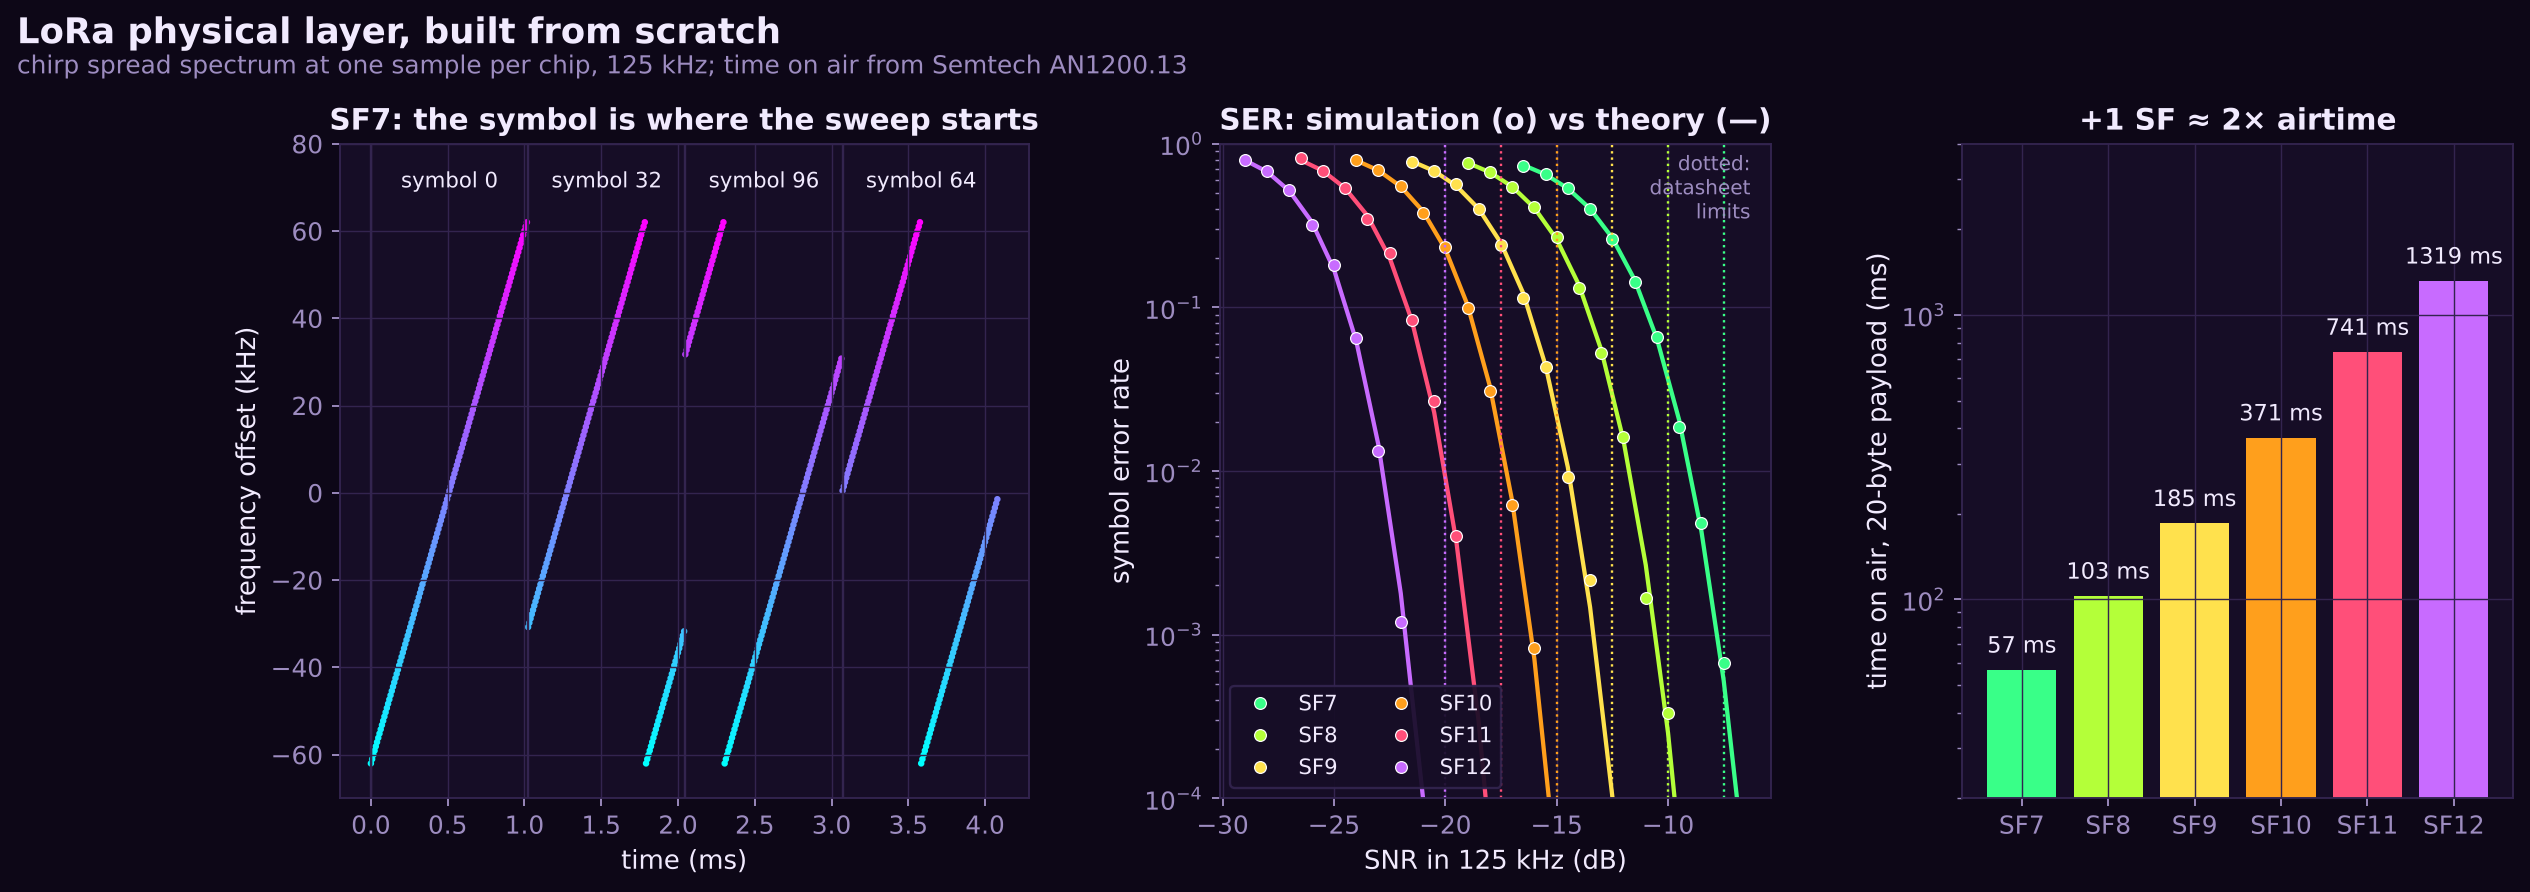 LoRa physical layer, built from scratch
chirp spread spectrum at one sample per chip, 125 kHz; time on air from Semtech AN1200.13
SF7: the symbol is where the sweep starts
80
60
40
20
0
−20
−40
−60
frequency offset (kHz)
symbol 0
symbol 32
symbol 96
symbol 64
0.0
0.5
1.0
1.5
2.0
2.5
3.0
3.5
4.0
time (ms)
SER: simulation (o) vs theory (—)
10⁰
10⁻¹
10⁻²
10⁻³
10⁻⁴
symbol error rate
dotted:
datasheet
limits
SF7
SF8
SF9
SF10
SF11
SF12
−30
−25
−20
−15
−10
SNR in 125 kHz (dB)
+1 SF ≈ 2× airtime
10³
10²
time on air, 20-byte payload (ms)
57 ms
103 ms
185 ms
371 ms
741 ms
1319 ms
SF7
SF8
SF9
SF10
SF11
SF12